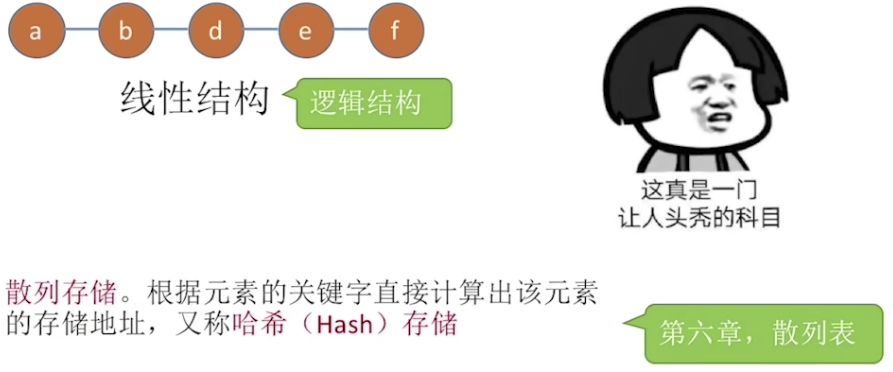 a b d e f
线性结构
逻辑结构
这真是一门
让人头秃的科目
散列存储。根据元素的关键字直接计算出该元素
的存储地址，又称哈希（Hash）存储
第六章，散列表